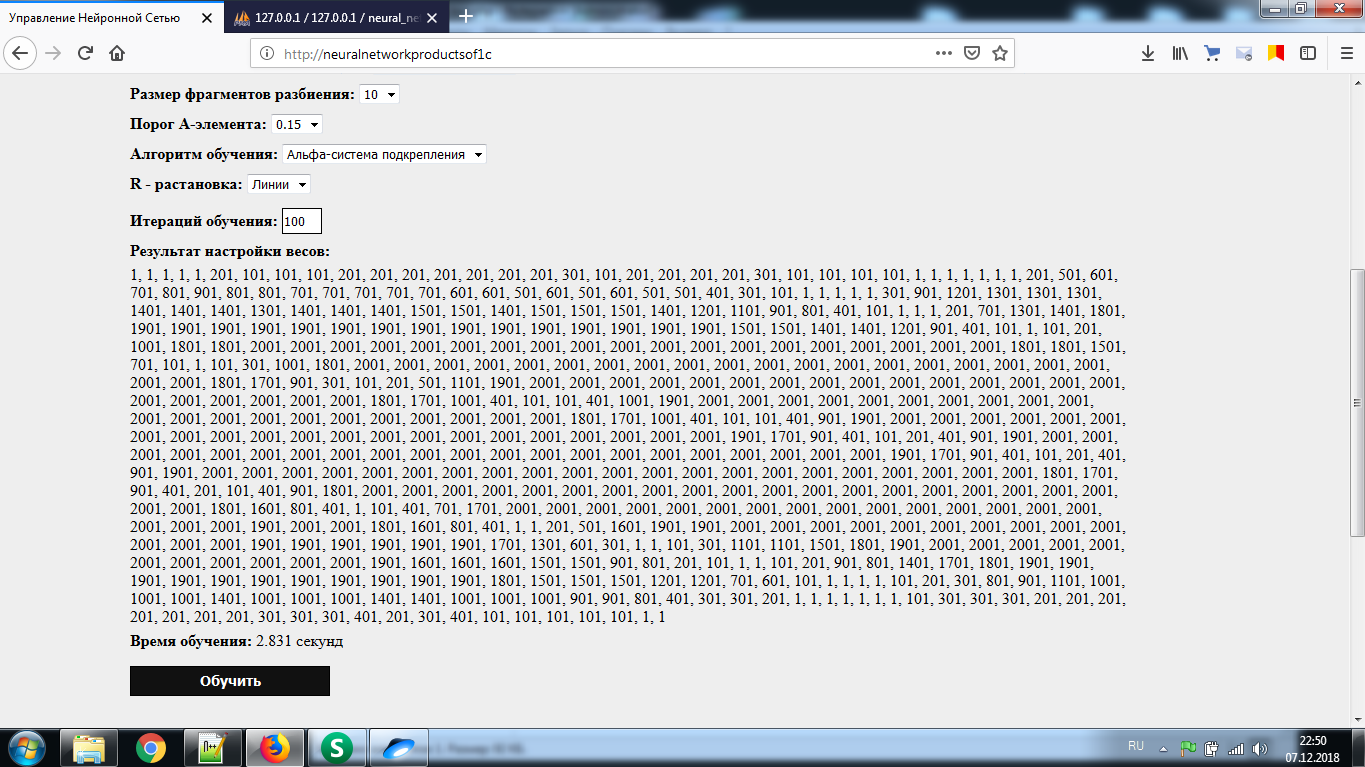 Управление Нейронной Сетью
127.0.0.1 / 127.0.0.1 / neural_ne
http://neuralnetworkproductsof1c
Размер фрагментов разбиения: 10
Порог А-элемента: 0.15
Алгоритм обучения: Альфа-система подкрепления
R - растановка: Линии
Итераций обучения: 100
Результат настройки весов:
1, 1, 1, 1, 1, 201, 101, 101, 101, 201, 201, 201, 201, 201, 201, 201, 301, 101, 201, 201, 201, 201, 301, 101, 101, 101, 101, 1, 1, 1, 1, 1, 1, 1, 201, 501, 601,
701, 801, 901, 801, 801, 701, 701, 701, 701, 701, 601, 601, 501, 601, 501, 601, 501, 501, 401, 301, 101, 1, 1, 1, 1, 1, 301, 901, 1201, 1301, 1301, 1301,
1401, 1401, 1401, 1301, 1401, 1401, 1401, 1501, 1501, 1401, 1501, 1501, 1501, 1401, 1201, 1101, 901, 801, 401, 101, 1, 1, 1, 201, 701, 1301, 1401, 1801,
1901, 1901, 1901, 1901, 1901, 1901, 1901, 1901, 1901, 1901, 1901, 1901, 1901, 1901, 1901, 1501, 1501, 1401, 1401, 1201, 901, 401, 101, 1, 101, 201,
1001, 1801, 1801, 2001, 2001, 2001, 2001, 2001, 2001, 2001, 2001, 2001, 2001, 2001, 2001, 2001, 2001, 2001, 2001, 2001, 2001, 1801, 1801, 1501,
701, 101, 1, 101, 301, 1001, 1801, 2001, 2001, 2001, 2001, 2001, 2001, 2001, 2001, 2001, 2001, 2001, 2001, 2001, 2001, 2001, 2001, 2001, 2001, 2001,
2001, 2001, 1801, 1701, 901, 301, 101, 201, 501, 1101, 1901, 2001, 2001, 2001, 2001, 2001, 2001, 2001, 2001, 2001, 2001, 2001, 2001, 2001, 2001, 2001,
2001, 2001, 2001, 2001, 2001, 2001, 1801, 1701, 1001, 401, 101, 101, 401, 1001, 1901, 2001, 2001, 2001, 2001, 2001, 2001, 2001, 2001, 2001, 2001,
2001, 2001, 2001, 2001, 2001, 2001, 2001, 2001, 2001, 2001, 2001, 1801, 1701, 1001, 401, 101, 101, 401, 901, 1901, 2001, 2001, 2001, 2001, 2001, 2001,
2001, 2001, 2001, 2001, 2001, 2001, 2001, 2001, 2001, 2001, 2001, 2001, 2001, 2001, 2001, 1901, 1701, 901, 401, 101, 201, 401, 901, 1901, 2001, 2001,
2001, 2001, 2001, 2001, 2001, 2001, 2001, 2001, 2001, 2001, 2001, 2001, 2001, 2001, 2001, 2001, 2001, 2001, 2001, 1901, 1701, 901, 401, 101, 201, 401,
901, 1901, 2001, 2001, 2001, 2001, 2001, 2001, 2001, 2001, 2001, 2001, 2001, 2001, 2001, 2001, 2001, 2001, 2001, 2001, 2001, 2001, 2001, 1801, 1701,
901, 401, 201, 101, 401, 901, 1801, 2001, 2001, 2001, 2001, 2001, 2001, 2001, 2001, 2001, 2001, 2001, 2001, 2001, 2001, 2001, 2001, 2001, 2001, 2001,
2001, 2001, 1801, 1601, 801, 401, 1, 101, 401, 701, 1701, 2001, 2001, 2001, 2001, 2001, 2001, 2001, 2001, 2001, 2001, 2001, 2001, 2001, 2001, 2001,
2001, 2001, 2001, 1901, 2001, 2001, 1801, 1601, 801, 401, 1, 1, 201, 501, 1601, 1901, 1901, 2001, 2001, 2001, 2001, 2001, 2001, 2001, 2001, 2001, 2001,
2001, 2001, 2001, 1901, 1901, 1901, 1901, 1901, 1901, 1701, 1301, 601, 301, 1, 1, 101, 301, 1101, 1101, 1501, 1801, 1901, 2001, 2001, 2001, 2001, 2001,
2001, 2001, 2001, 2001, 2001, 2001, 1901, 1601, 1601, 1601, 1501, 1501, 901, 801, 201, 101, 1, 1, 101, 201, 901, 801, 1401, 1701, 1801, 1901, 1901,
1901, 1901, 1901, 1901, 1901, 1901, 1901, 1901, 1901, 1801, 1501, 1501, 1501, 1201, 1201, 701, 601, 101, 1, 1, 1, 1, 101, 201, 301, 801, 901, 1101, 1001,
1001, 1001, 1401, 1001, 1001, 1001, 1401, 1401, 1001, 1001, 1001, 901, 901, 801, 401, 301, 301, 201, 1, 1, 1, 1, 1, 1, 1, 101, 301, 301, 301, 201, 201, 201,
201, 201, 201, 201, 301, 301, 301, 401, 201, 301, 401, 101, 101, 101, 101, 101, 1, 1
Время обучения: 2.831 секунд
Обучить
RU
22:50
07.12.2018